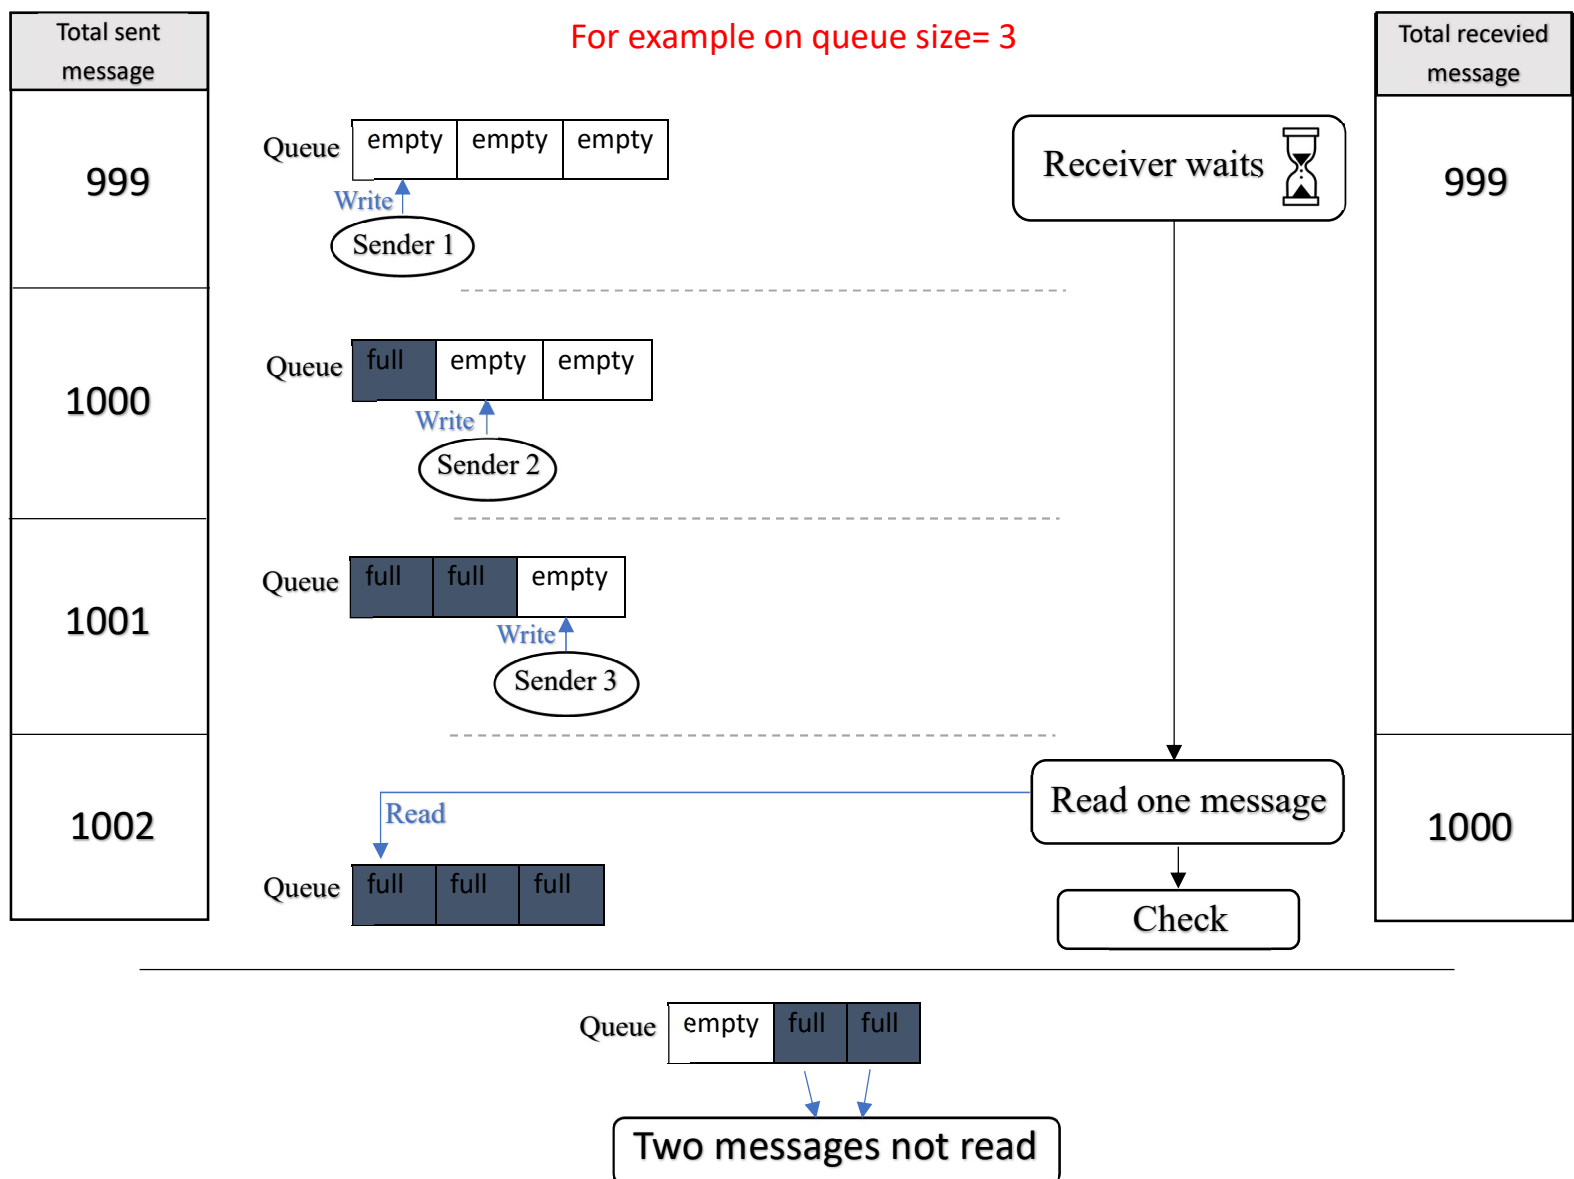 Total sent
message
For example on queue size= 3
Total recevied
message
Queue empty empty empty
Receiver waits
999
999
Write
Sender 1
Queue full empty empty
1000
Write
Sender 2
Queue full full empty
1001
Write
Sender 3
Read one message
Read
1002
1000
Queue full full full
Check
Queue empty full full
Two messages not read